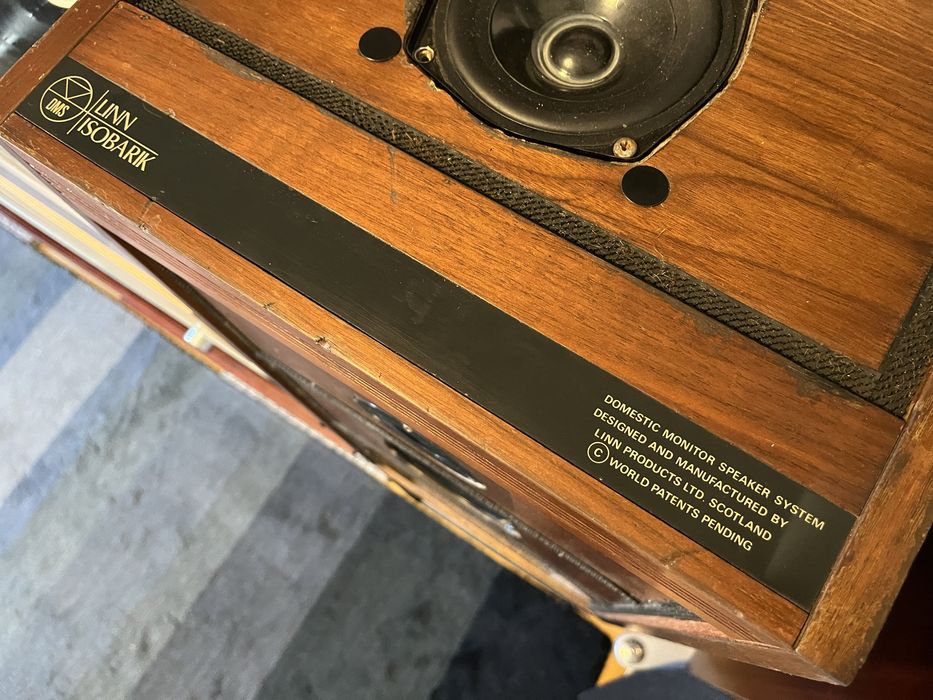 DMS
LINN
ISOBARIK
DOMESTIC MONITOR SPEAKER SYSTEM
DESIGNED AND MANUFACTURED BY
LINN PRODUCTS LTD. SCOTLAND
© WORLD PATENTS PENDING